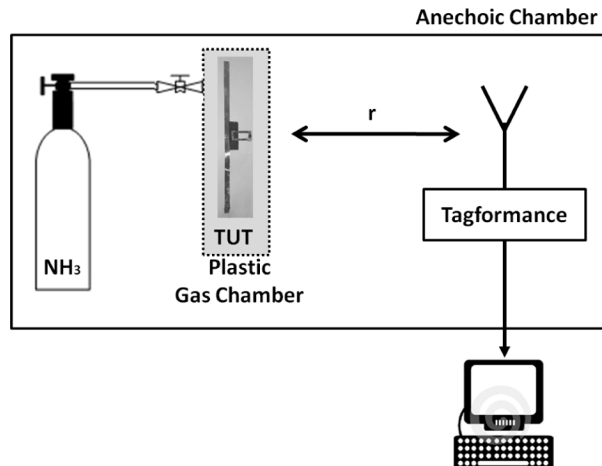 Anechoic Chamber
r
Tagformance
TUT
NH₃
Plastic
Gas Chamber